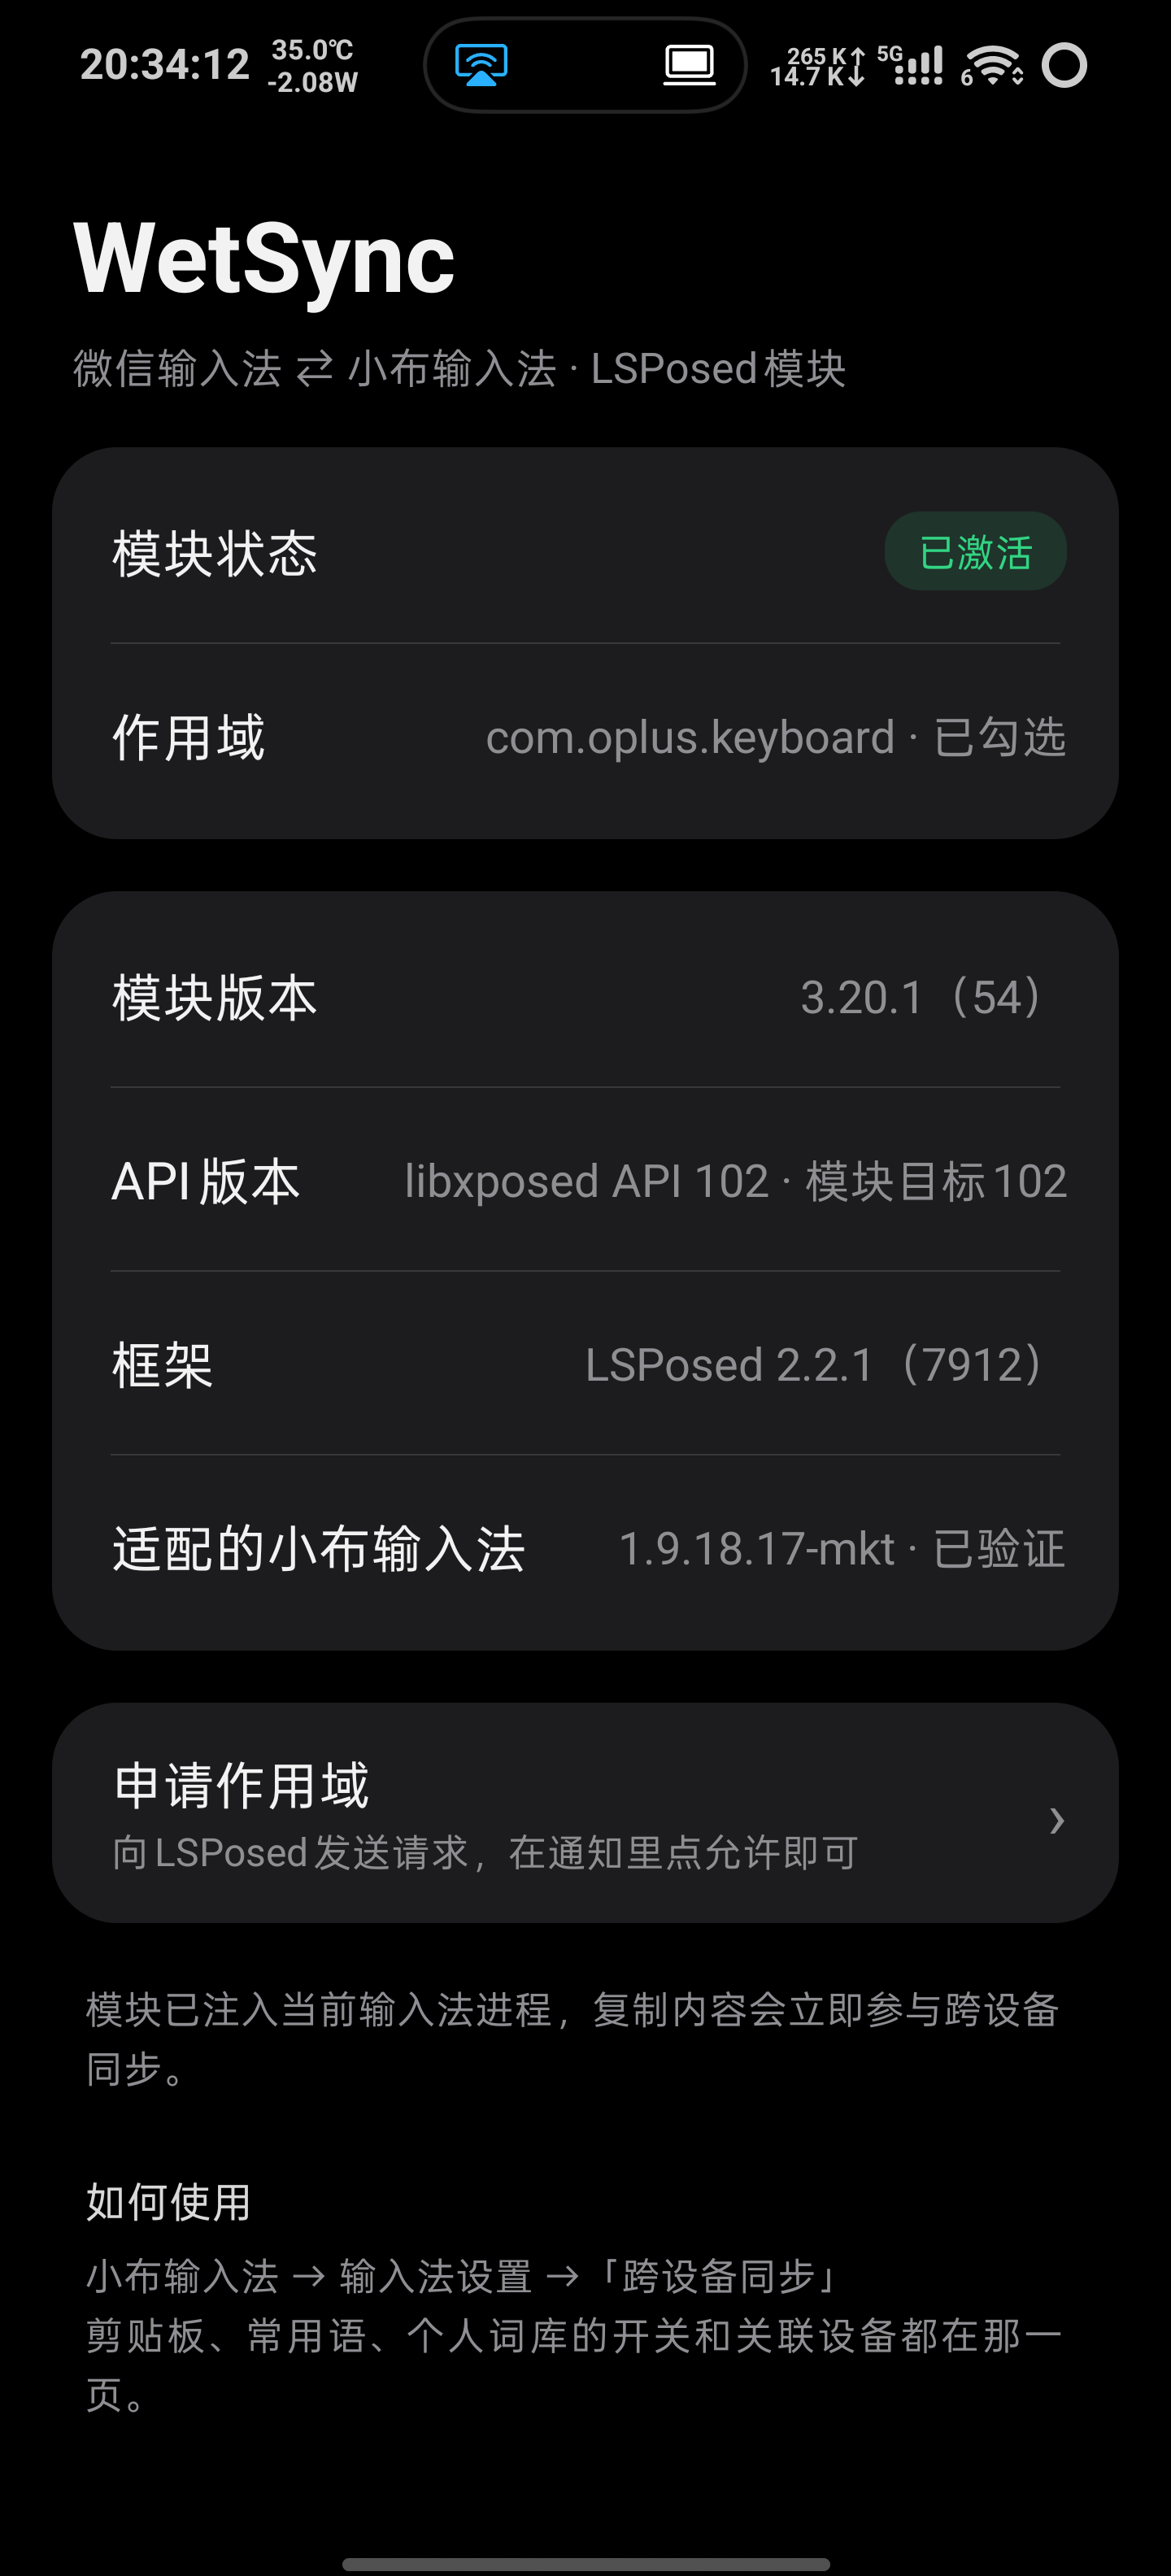 20:34:12 35.0℃ 265 K↑ 5G
-2.08W 14.7 K↓ 6
WetSync
微信输入法 ⇄ 小布输入法 · LSPosed 模块
模块状态 已激活
作用域 com.oplus.keyboard · 已勾选
模块版本 3.20.1（54）
API 版本 libxposed API 102 · 模块目标 102
框架 LSPosed 2.2.1（7912）
适配的小布输入法 1.9.18.17-mkt · 已验证
申请作用域
向 LSPosed 发送请求，在通知里点允许即可 ›
模块已注入当前输入法进程，复制内容会立即参与跨设备
同步。
如何使用
小布输入法 → 输入法设置 →「跨设备同步」
剪贴板、常用语、个人词库的开关和关联设备都在那一
页。